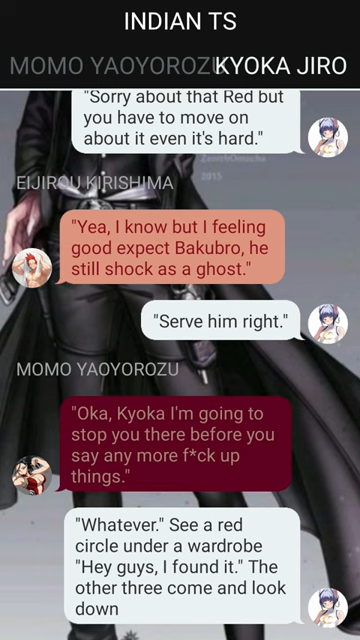 INDIAN TS
MOMO YAOYOROZU
KYOKA JIRO
"Sorry about that Red but
you have to move on
about it even it's hard."
ZenithOmocha
2015
EIJIROU KIRISHIMA
"Yea, I know but I feeling
good expect Bakubro, he
still shock as a ghost."
"Serve him right."
MOMO YAOYOROZU
"Oka, Kyoka I'm going to
stop you there before you
say any more f*ck up
things."
"Whatever." See a red
circle under a wardrobe
"Hey guys, I found it." The
other three come and look
down